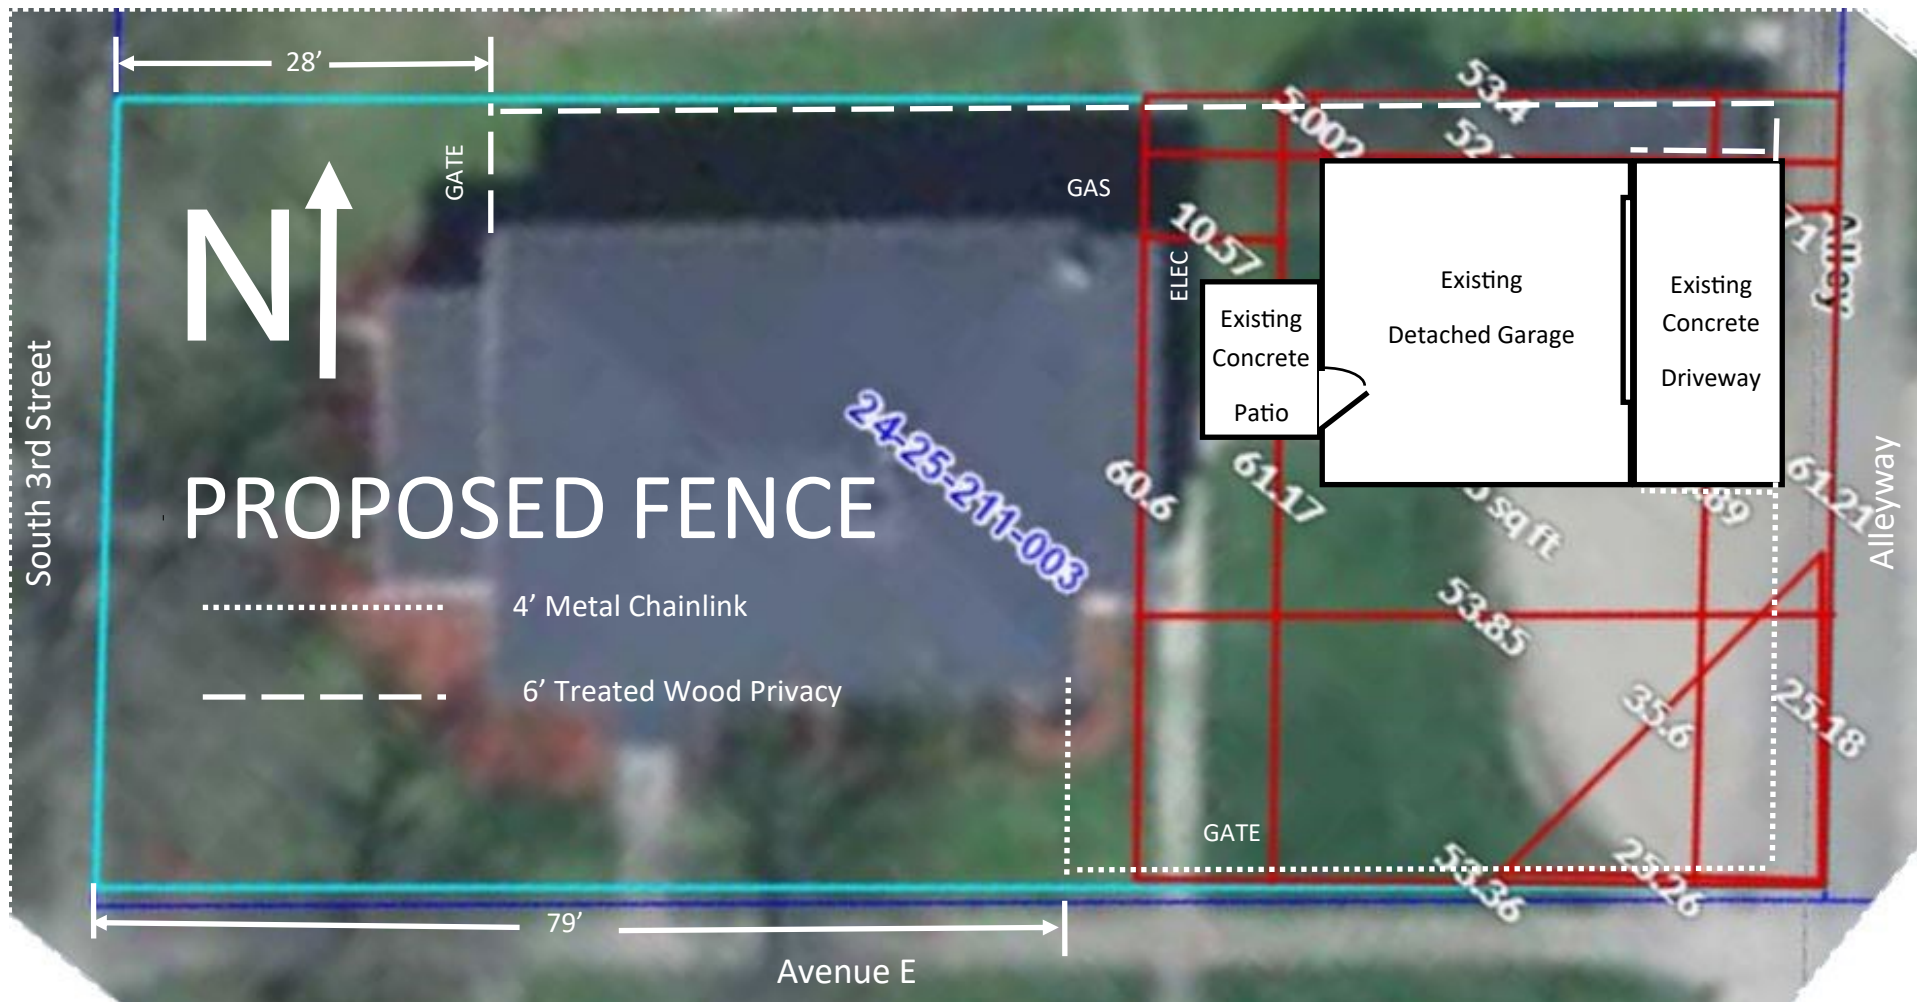 28’
53.4
5.002
GATE
GAS
N
10.57
ELEC
Existing
Detached Garage
Existing
Concrete
Driveway
71
Alley
Existing
Concrete
Patio
South 3rd Street
24-25-211-003
60.6
61.17
sq ft
61.21
Alleyway
PROPOSED FENCE
4’ Metal Chainlink
53.85
6’ Treated Wood Privacy
35.6
25.18
GATE
53.36
25.26
79’
Avenue E